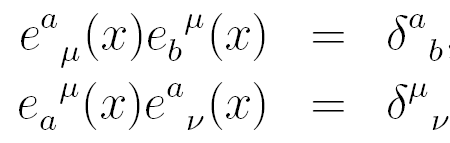 e^a_μ(x)e_b^μ(x) = δ^a_b,
e_a^μ(x)e^a_ν(x) = δ^μ_ν